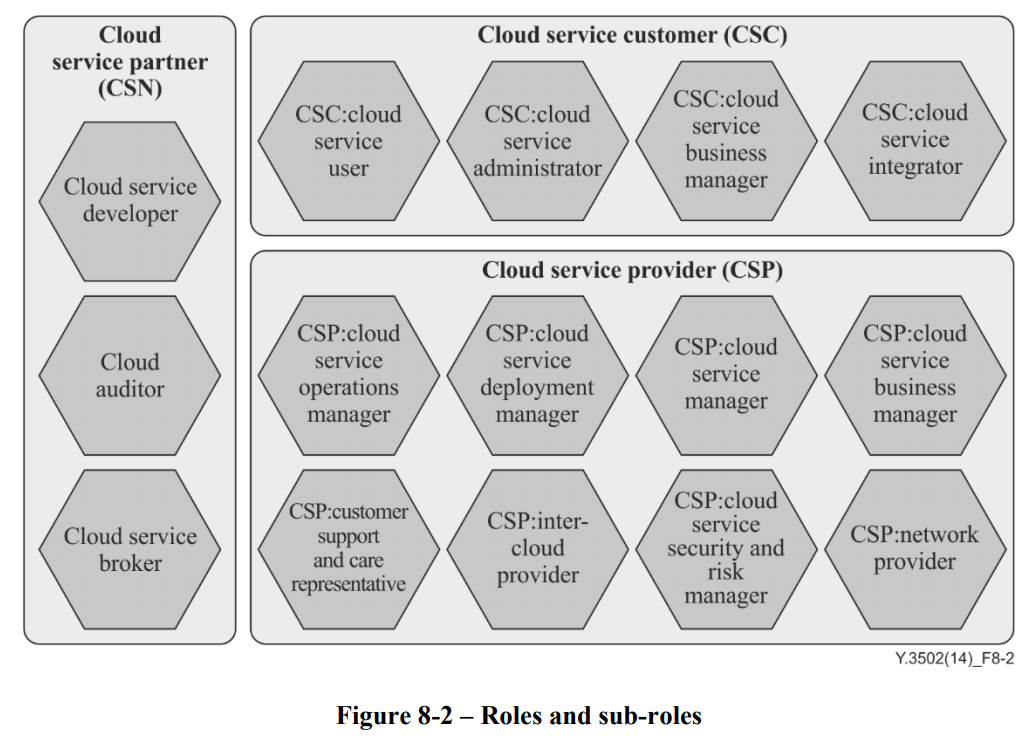 Cloud
service partner
(CSN)
Cloud service
developer
Cloud
auditor
Cloud service
broker
Cloud service customer (CSC)
CSC:cloud
service
user
CSC:cloud
service
administrator
CSC:cloud
service
business
manager
CSC:cloud
service
integrator
Cloud service provider (CSP)
CSP:cloud
service
operations
manager
CSP:cloud
service
deployment
manager
CSP:cloud
service
manager
CSP:cloud
service
business
manager
CSP:customer
support
and care
representative
CSP:inter-
cloud
provider
CSP:cloud
service
security and
risk
manager
CSP:network
provider
Y.3502(14)_F8-2
Figure 8-2 – Roles and sub-roles